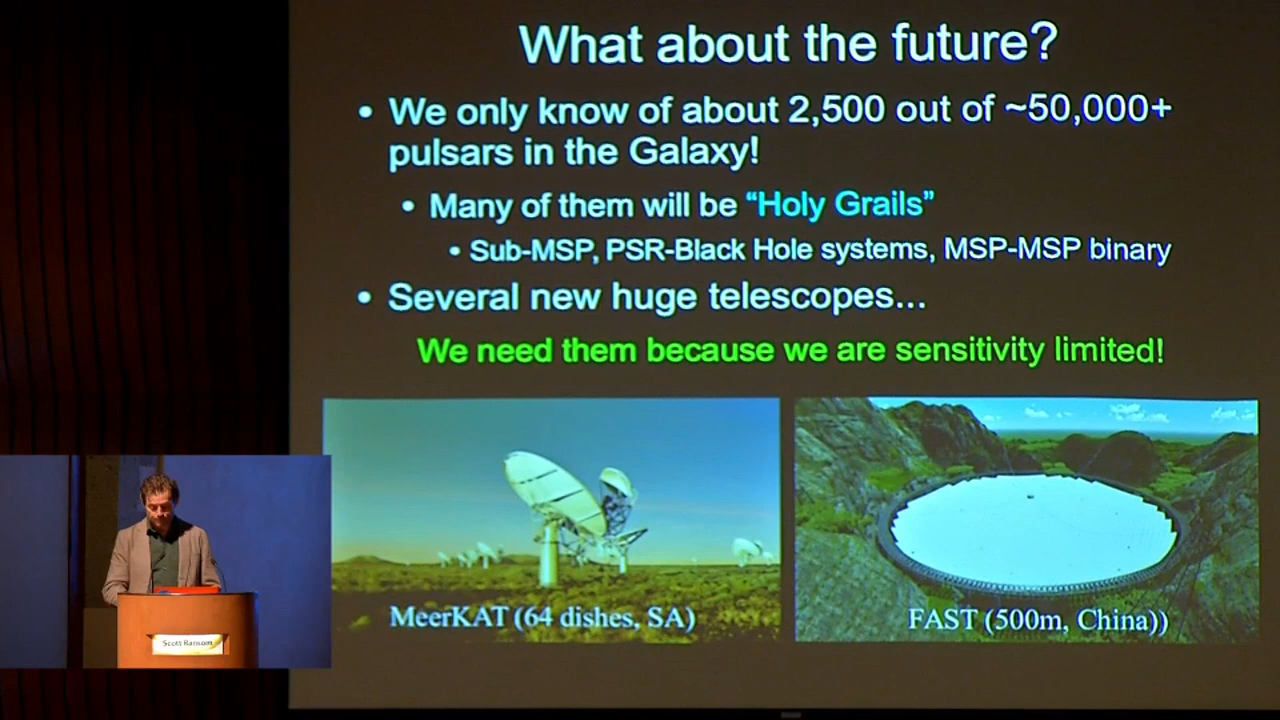 What about the future?
• We only know of about 2,500 out of ~50,000+
pulsars in the Galaxy!
• Many of them will be “Holy Grails”
• Sub-MSP, PSR-Black Hole systems, MSP-MSP binary
• Several new huge telescopes...
We need them because we are sensitivity limited!
MeerKAT (64 dishes, SA)
FAST (500m, China))
Scott Ransom